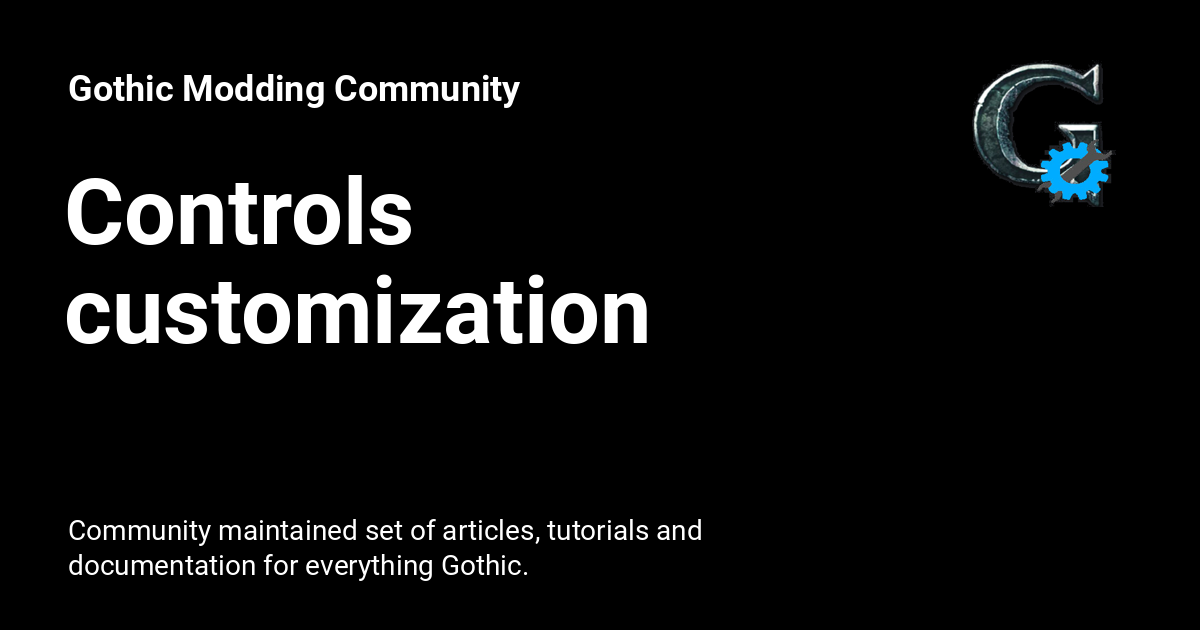 Gothic Modding Community
Controls
customization
Community maintained set of articles, tutorials and
documentation for everything Gothic.
G